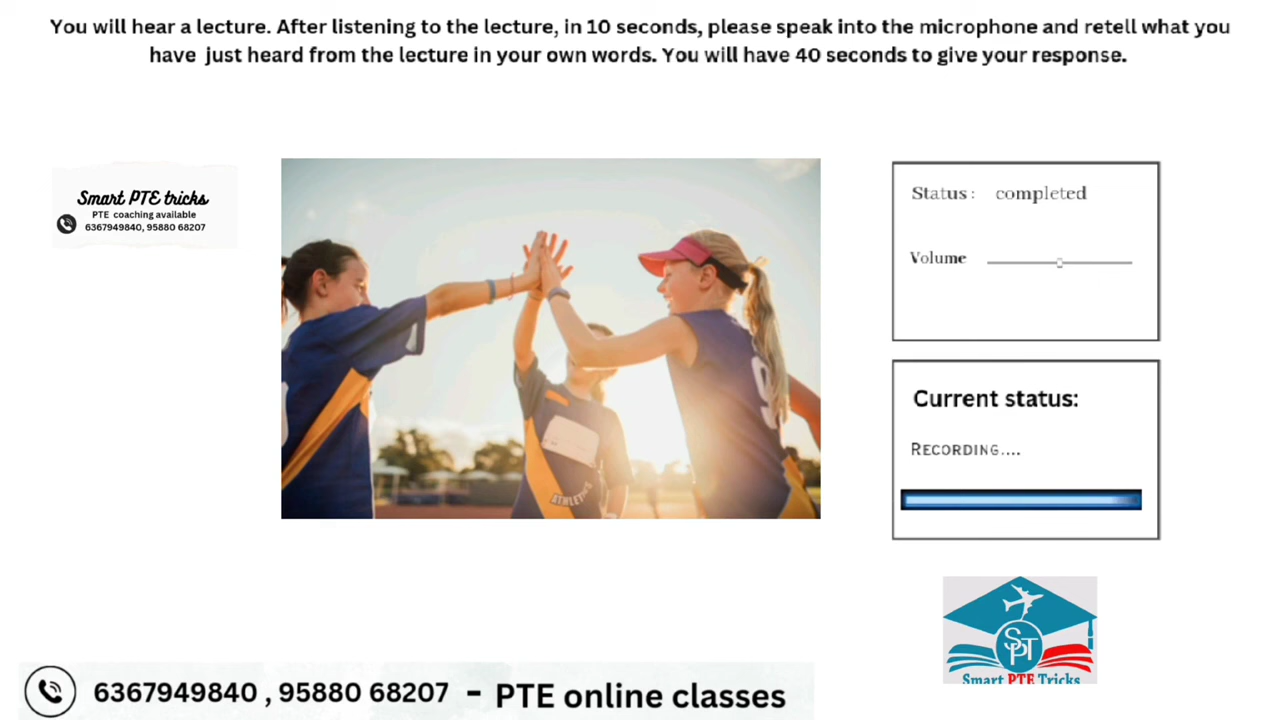 You will hear a lecture. After listening to the lecture, in 10 seconds, please speak into the microphone and retell what you
have just heard from the lecture in your own words. You will have 40 seconds to give your response.
Smart PTE tricks
PTE coaching available
6367949840, 95880 68207
Status : completed
Volume
Current status:
RECORDING....
9
ATHLETICS
SPT
Smart PTE Tricks
6367949840 , 95880 68207 - PTE online classes